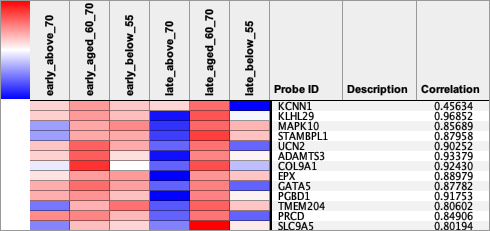 early_above_70
early_aged_60_70
early_below_55
late_above_70
late_aged_60_70
late_below_55
Probe ID Description Correlation
KCNN1 0.45634
KLHL29 0.96852
MAPK10 0.85689
STAMBPL1 0.87958
UCN2 0.90252
ADAMTS3 0.93379
COL9A1 0.92430
EPX 0.88979
GATA5 0.87782
PGBD1 0.91753
TMEM204 0.80602
PRCD 0.84906
SLC9A5 0.80194